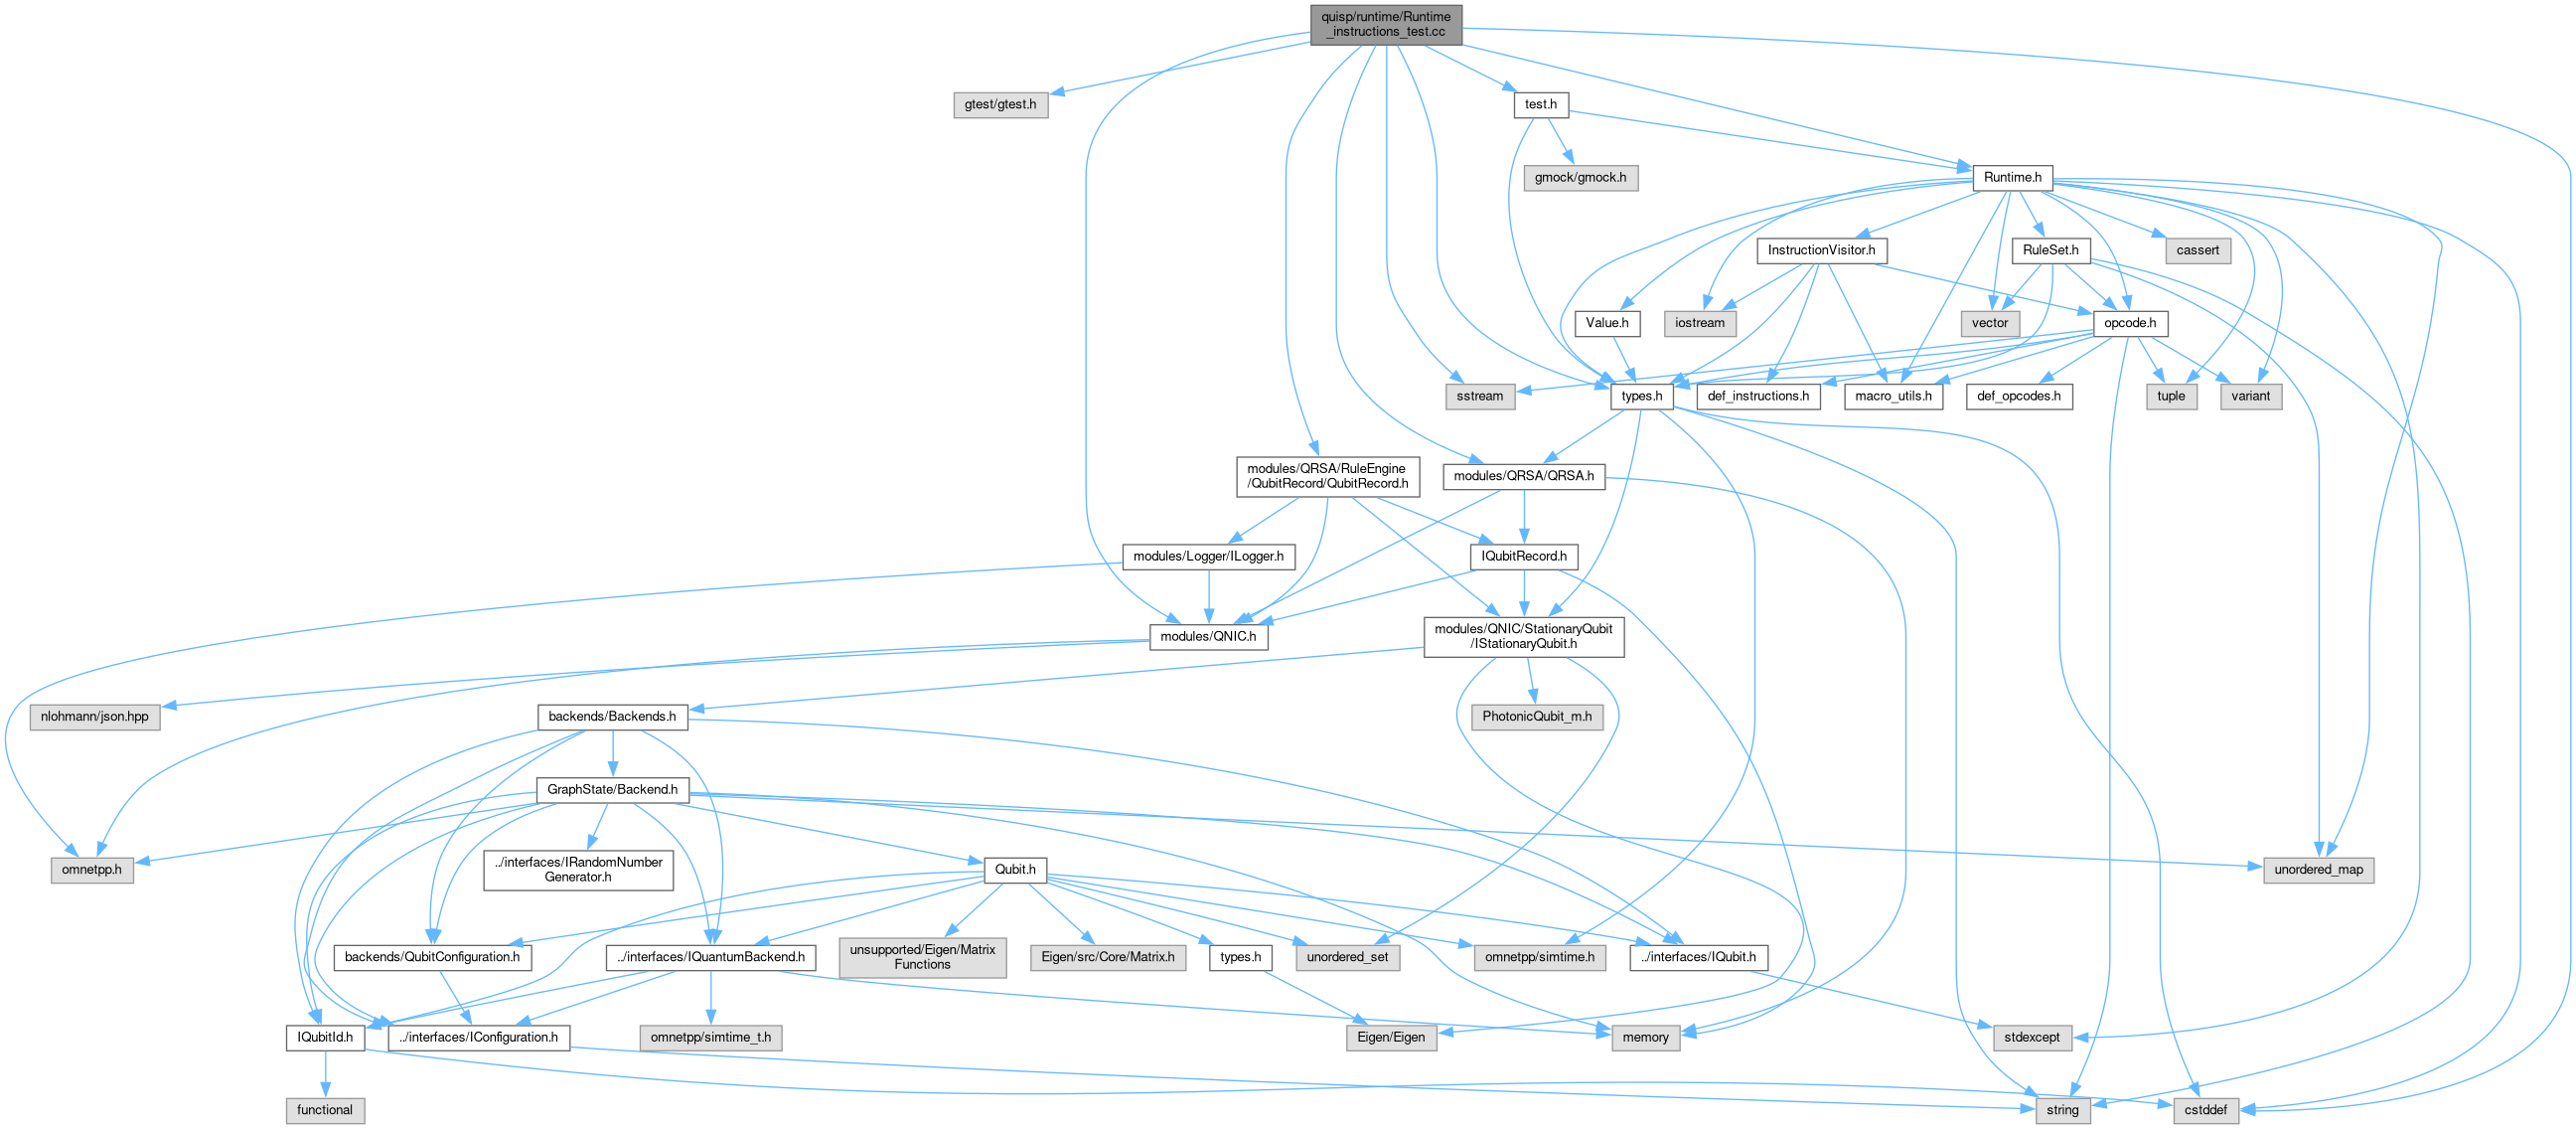 quisp/runtime/Runtime
_instructions_test.cc
gtest/gtest.h
test.h
gmock/gmock.h
Runtime.h
InstructionVisitor.h
RuleSet.h
cassert
Value.h
iostream
vector
opcode.h
sstream
types.h
def_instructions.h
macro_utils.h
def_opcodes.h
tuple
variant
modules/QRSA/RuleEngine
/QubitRecord/QubitRecord.h
modules/QRSA/QRSA.h
modules/Logger/ILogger.h
IQubitRecord.h
modules/QNIC.h
modules/QNIC/StationaryQubit
/IStationaryQubit.h
nlohmann/json.hpp
backends/Backends.h
PhotonicQubit_m.h
GraphState/Backend.h
omnetpp.h
../interfaces/IRandomNumber
Generator.h
Qubit.h
unordered_map
backends/QubitConfiguration.h
../interfaces/IQuantumBackend.h
unsupported/Eigen/Matrix
Functions
Eigen/src/Core/Matrix.h
types.h
unordered_set
omnetpp/simtime.h
../interfaces/IQubit.h
IQubitId.h
../interfaces/IConfiguration.h
omnetpp/simtime_t.h
Eigen/Eigen
memory
stdexcept
functional
string
cstddef